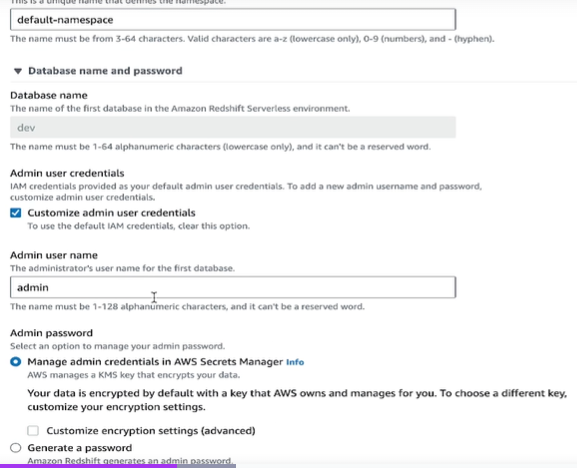 This is a unique name that defines the namespace.
default-namespace
The name must be from 3-64 characters. Valid characters are a-z (lowercase only), 0-9 (numbers), and - (hyphen).
▼ Database name and password
Database name
The name of the first database in the Amazon Redshift Serverless environment.
dev
The name must be 1-64 alphanumeric characters (lowercase only), and it can't be a reserved word.
Admin user credentials
IAM credentials provided as your default admin user credentials. To add a new admin username and password,
customize admin user credentials.
Customize admin user credentials
To use the default IAM credentials, clear this option.
Admin user name
The administrator's user name for the first database.
admin
The name must be 1-128 alphanumeric characters, and it can't be a reserved word.
Admin password
Select an option to manage your admin password.
Manage admin credentials in AWS Secrets Manager Info
AWS manages a KMS key that encrypts your data.
Your data is encrypted by default with a key that AWS owns and manages for you. To choose a different key,
customize your encryption settings.
Customize encryption settings (advanced)
Generate a password
Amazon Redshift generates an admin password.